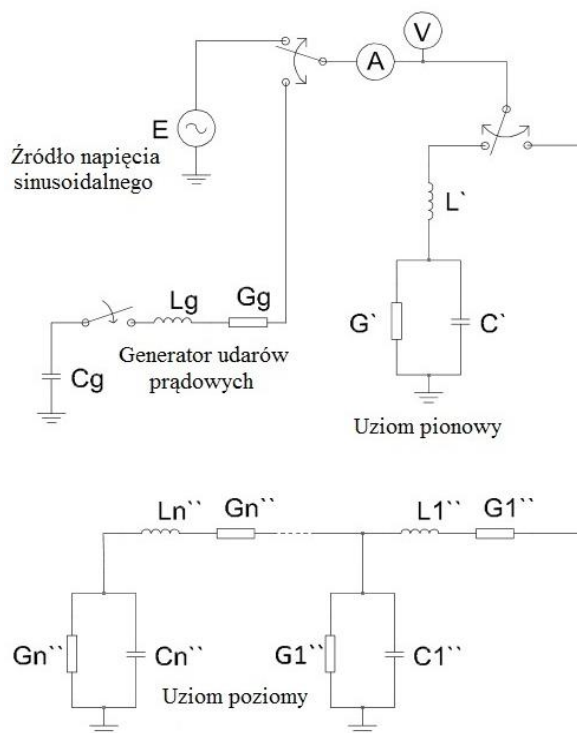 V
A
E
Źródło napięcia
sinusoidalnego
L`
Lg
Gg
G`
C`
Generator udarów
prądowych
Cg
Uziom pionowy
Ln``
Gn``
L1``
G1``
Gn``
Cn``
G1``
C1``
Uziom poziomy